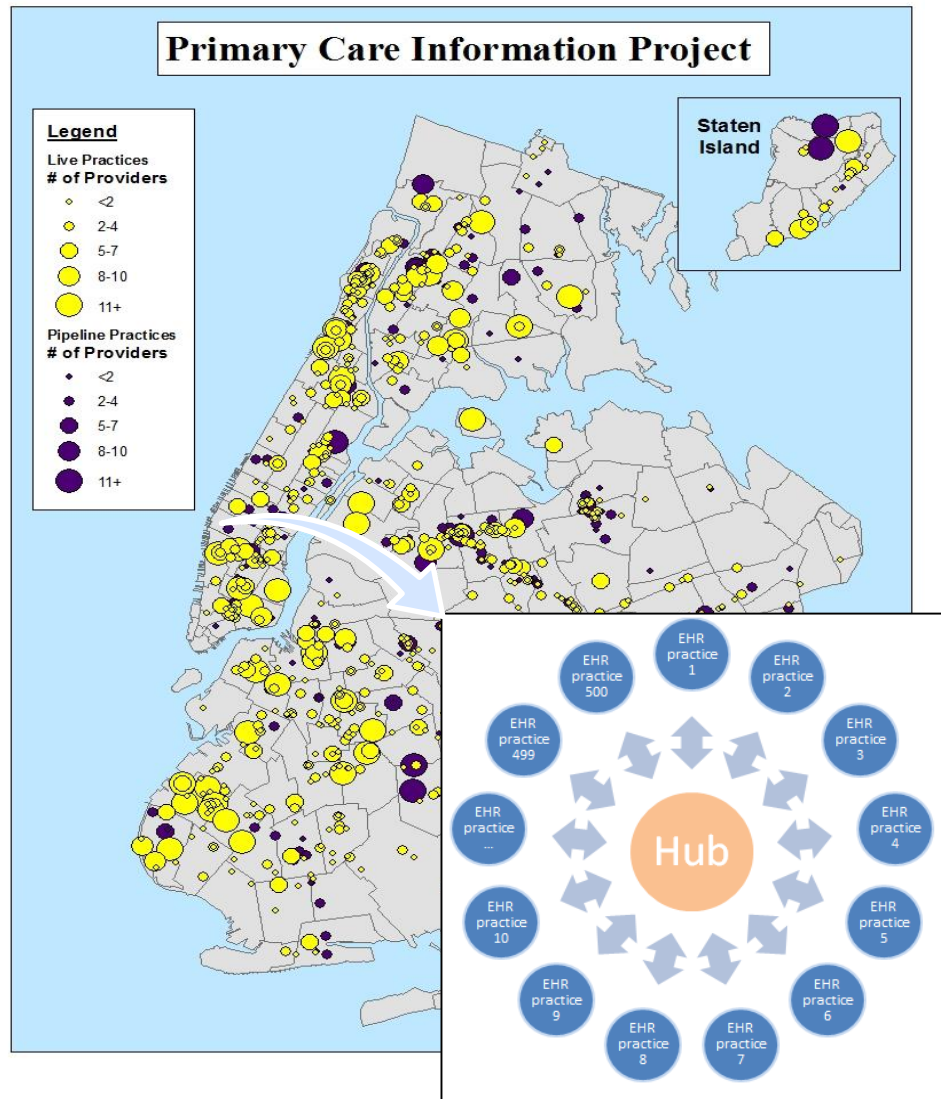 Primary Care Information Project
Legend
Live Practices
# of Providers
<2
2-4
5-7
8-10
11+
Pipeline Practices
# of Providers
<2
2-4
5-7
8-10
11+
Staten
Island
EHR
practice
1
EHR
practice
2
EHR
practice
3
EHR
practice
4
EHR
practice
5
EHR
practice
6
EHR
practice
7
EHR
practice
8
EHR
practice
9
EHR
practice
10
EHR
practice
...
EHR
practice
499
EHR
practice
500
Hub